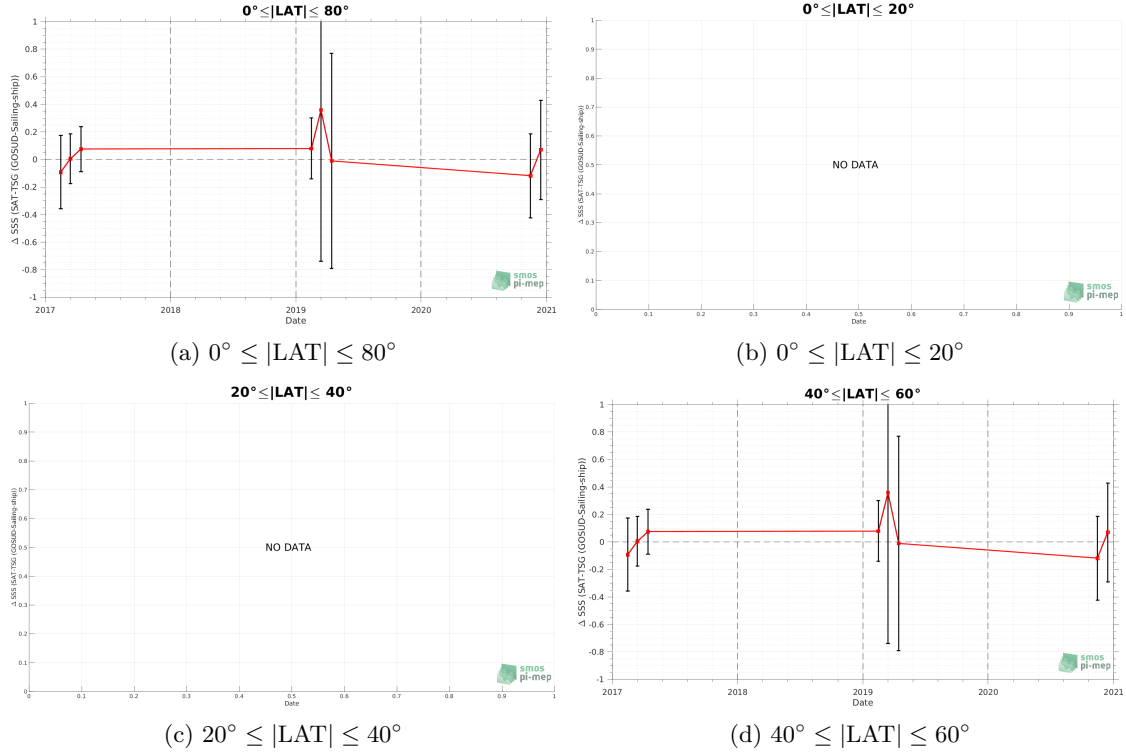 0°≤|LAT|≤ 80°
Δ SSS (SAT-TSG (GOSUD-Sailing-ship))
1
0.8
0.6
0.4
0.2
0
-0.2
-0.4
-0.6
-0.8
-1
2017 2018 2019 2020 2021
Date
smos
pi-mep
(a) 0° ≤ |LAT| ≤ 80°
0°≤|LAT|≤ 20°
Δ SSS (SAT-TSG (GOSUD-Sailing-ship))
1
0.9
0.8
0.7
0.6
0.5
0.4
0.3
0.2
0.1
0
NO DATA
0 0.1 0.2 0.3 0.4 0.5 0.6 0.7 0.8 0.9 1
Date
smos
pi-mep
(b) 0° ≤ |LAT| ≤ 20°
20°≤|LAT|≤ 40°
Δ SSS (SAT-TSG (GOSUD-Sailing-ship))
1
0.9
0.8
0.7
0.6
0.5
0.4
0.3
0.2
0.1
0
NO DATA
0 0.1 0.2 0.3 0.4 0.5 0.6 0.7 0.8 0.9 1
Date
smos
pi-mep
(c) 20° ≤ |LAT| ≤ 40°
40°≤|LAT|≤ 60°
Δ SSS (SAT-TSG (GOSUD-Sailing-ship))
1
0.8
0.6
0.4
0.2
0
-0.2
-0.4
-0.6
-0.8
-1
2017 2018 2019 2020 2021
Date
smos
pi-mep
(d) 40° ≤ |LAT| ≤ 60°